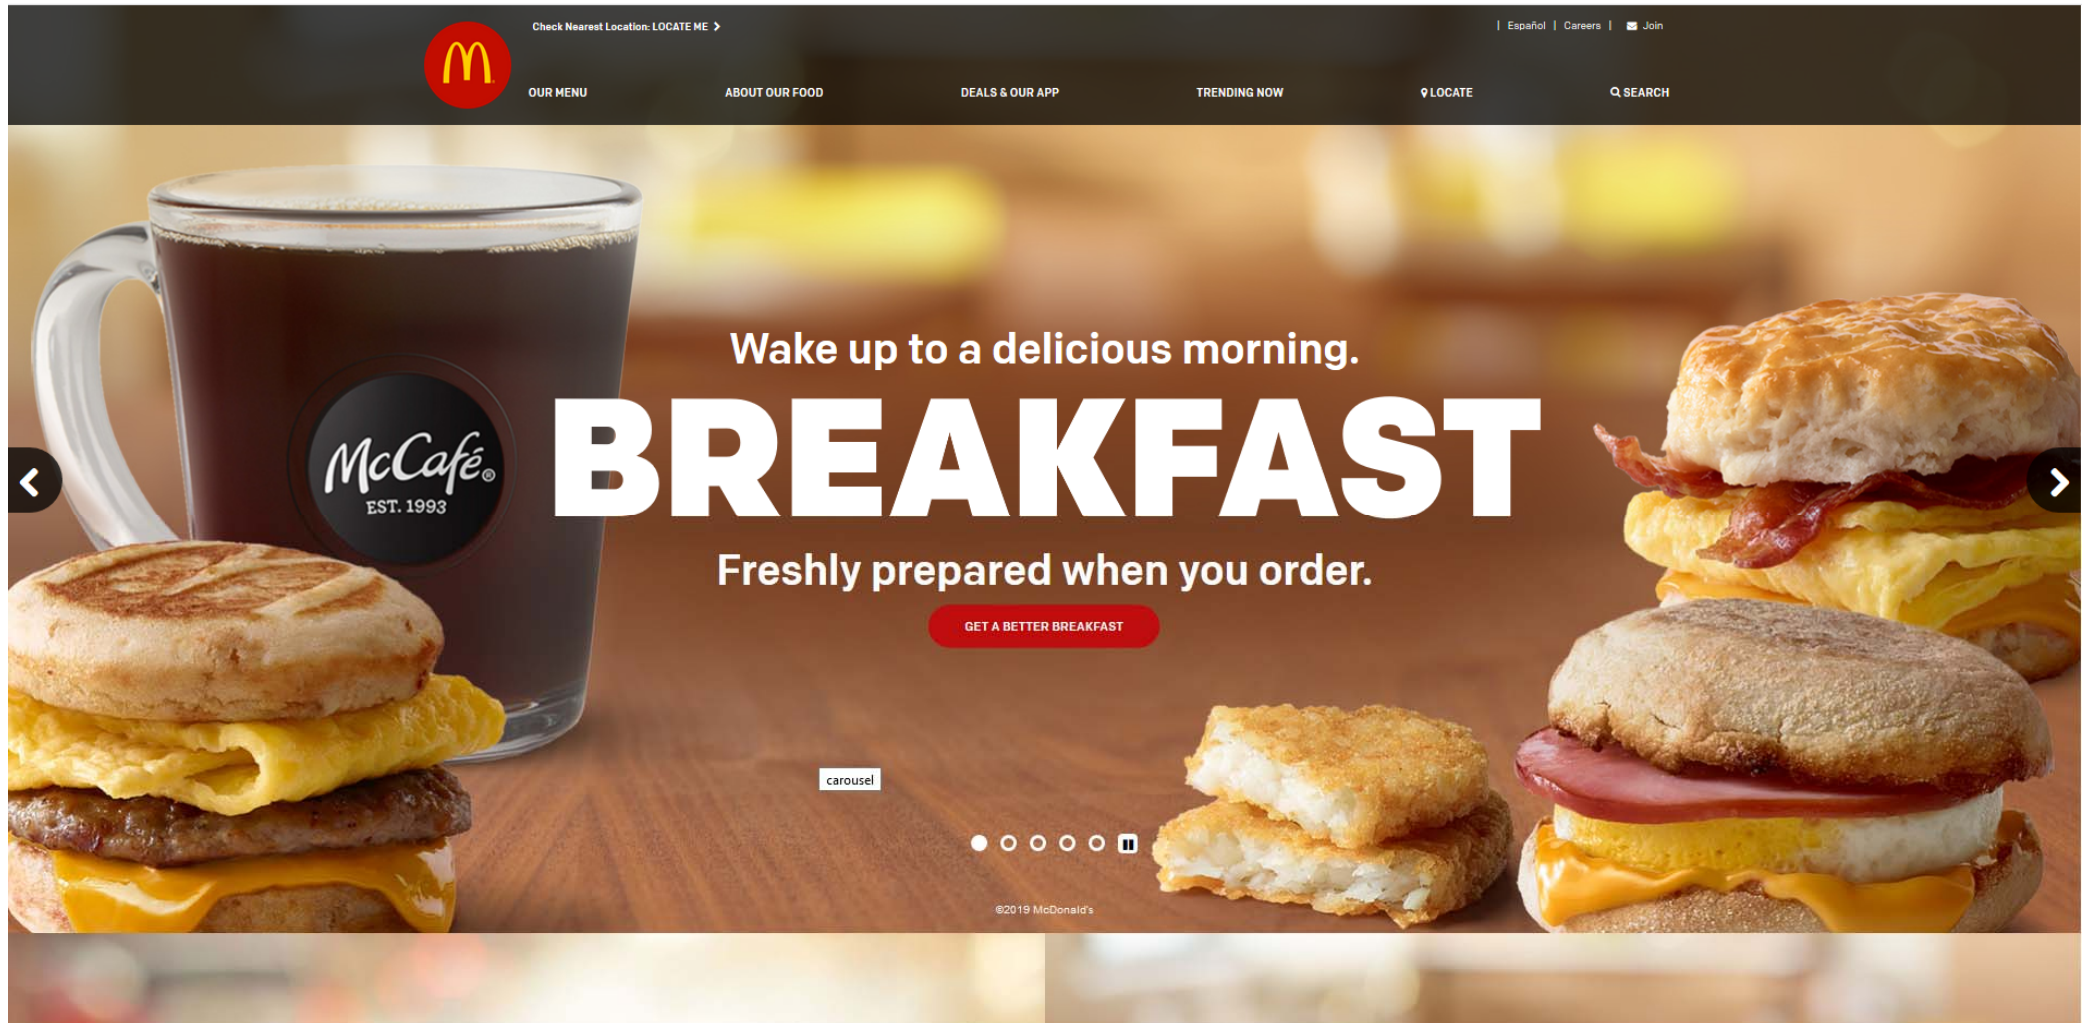 Check Nearest Location: LOCATE ME
| Español | Careers | Join
OUR MENU
ABOUT OUR FOOD
DEALS & OUR APP
TRENDING NOW
LOCATE
SEARCH
Wake up to a delicious morning.
BREAKFAST
Freshly prepared when you order.
GET A BETTER BREAKFAST
McCafé®
EST. 1993
carousel
©2019 McDonald's